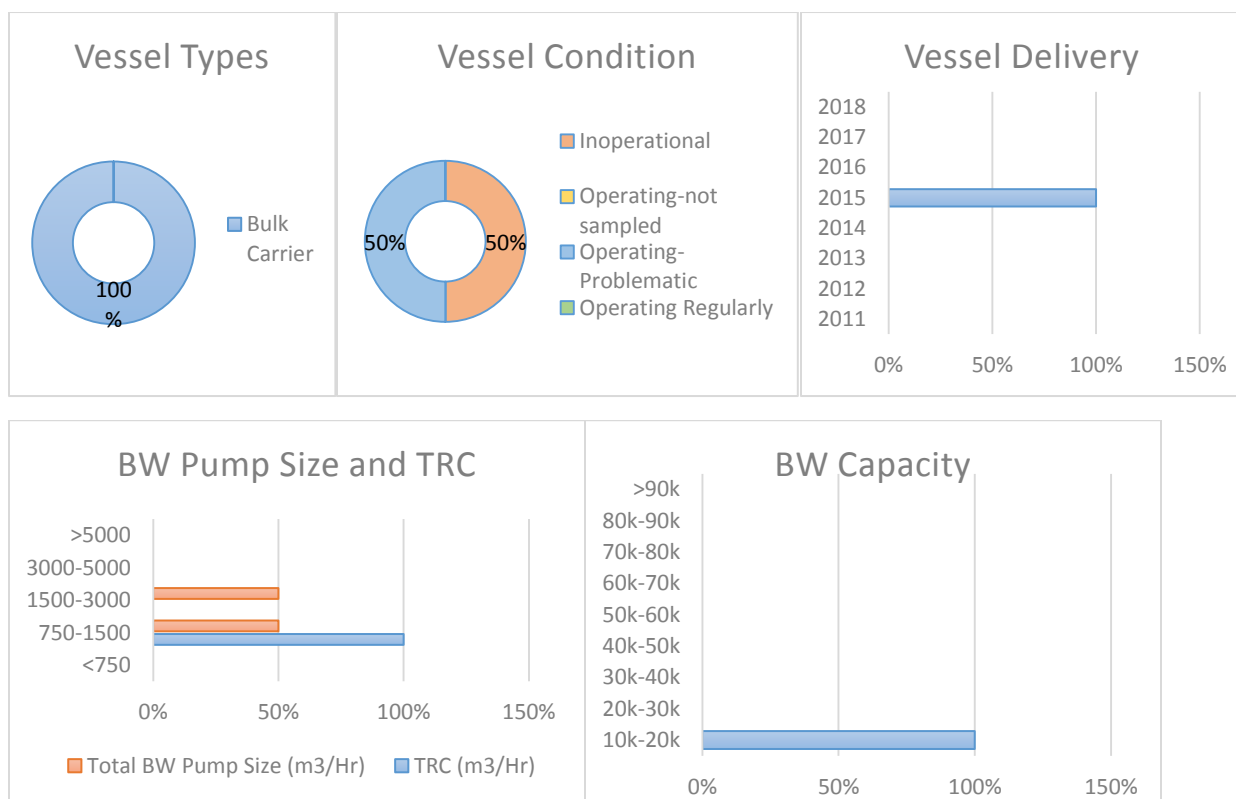 Vessel Types
100
%
Bulk
Carrier
Vessel Condition
50%
50%
Inoperational
Operating-not
sampled
Operating-
Problematic
Operating Regularly
Vessel Delivery
2018
2017
2016
2015
2014
2013
2012
2011
0% 50% 100% 150%
BW Pump Size and TRC
>5000
3000-5000
1500-3000
750-1500
<750
0% 50% 100% 150%
Total BW Pump Size (m3/Hr) TRC (m3/Hr)
BW Capacity
>90k
80k-90k
70k-80k
60k-70k
50k-60k
40k-50k
30k-40k
20k-30k
10k-20k
0% 50% 100% 150%